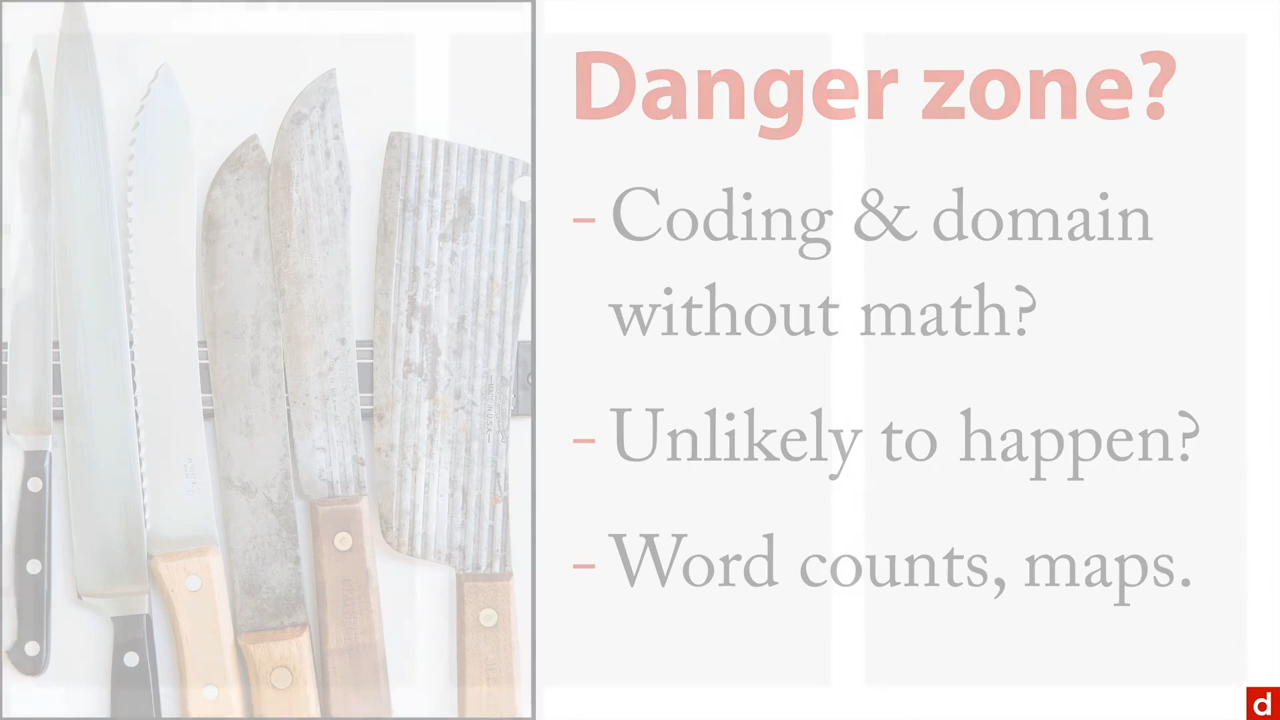 Danger zone?
- Coding & domain
without math?
- Unlikely to happen?
- Word counts, maps.
d